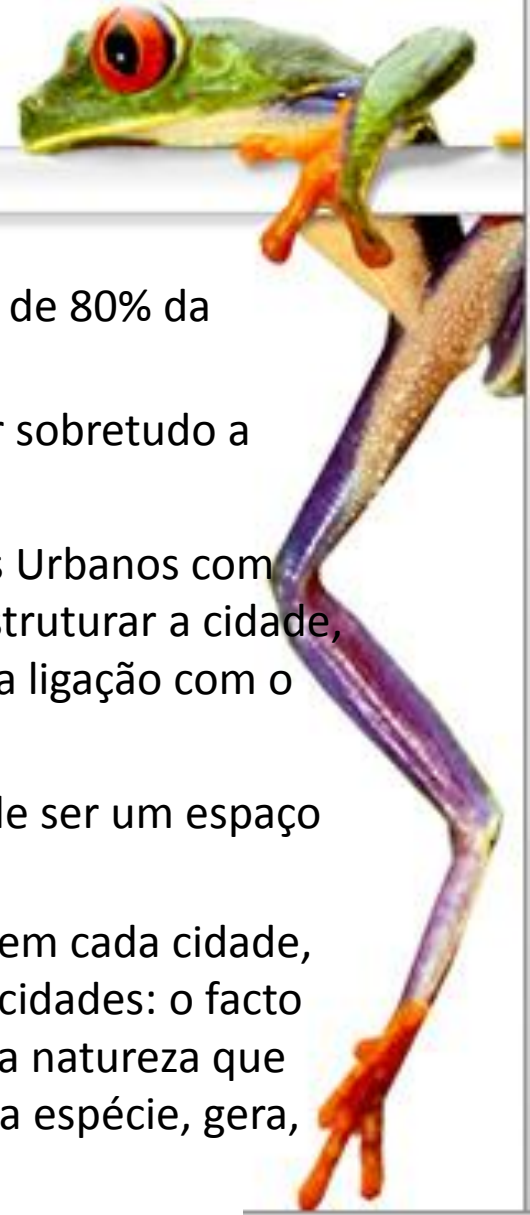 de 80% da
sobretudo a
Urbanos com
struturar a cidade,
a ligação com o
le ser um espaço
em cada cidade,
cidades: o facto
a natureza que
a espécie, gera,